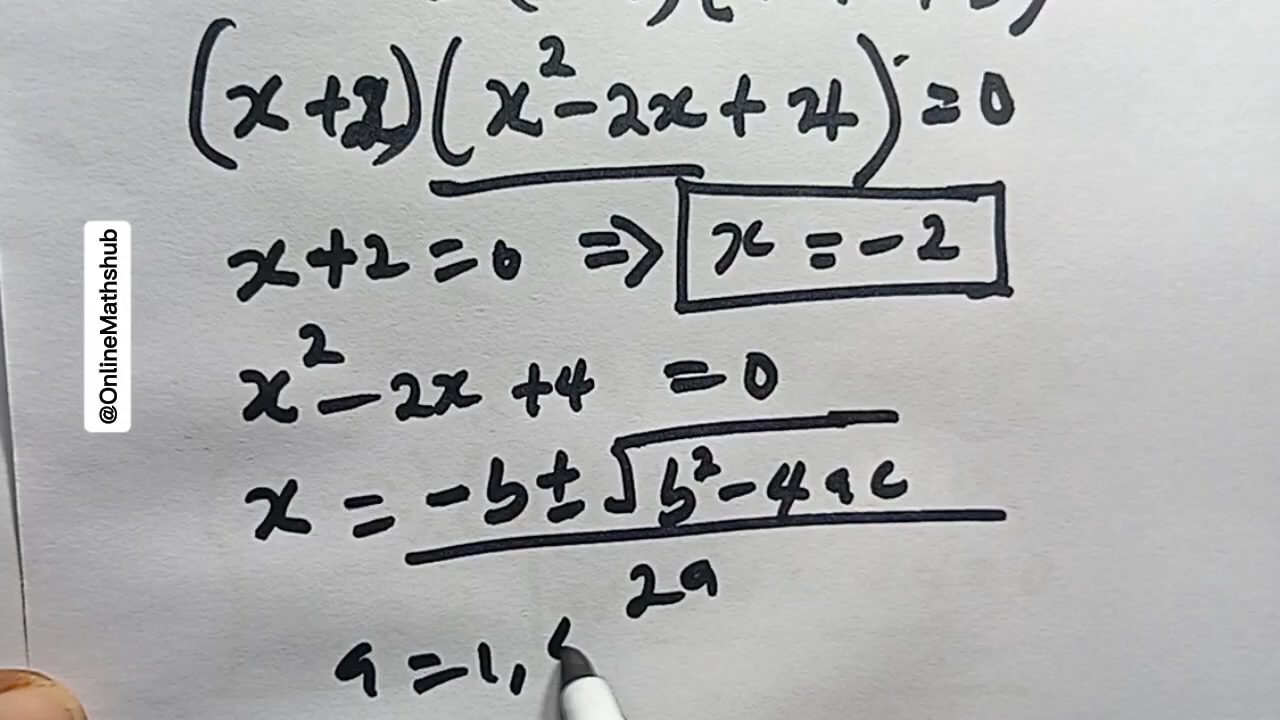 (x+2)(x²-2x+4)=0
x+2=0 => x=-2
x²-2x+4 =0
x = -b±√b²-4ac
2a
a=1,
@OnlineMathshub